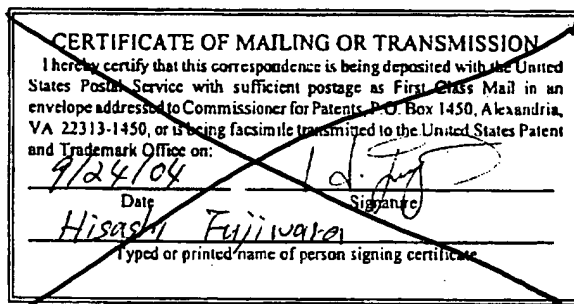 CERTIFICATE OF MAILING OR TRANSMISSION
I hereby certify that this correspondence is being deposited with the United
States Postal Service with sufficient postage as First Class Mail in an
envelope addressed to Commissioner for Patents, P.O. Box 1450, Alexandria,
VA 22313-1450, or is being facsimile transmitted to the United States Patent
and Trademark Office on:
9/24/04
Date Signature
Hisashi Fujiwara
Typed or printed name of person signing certificate